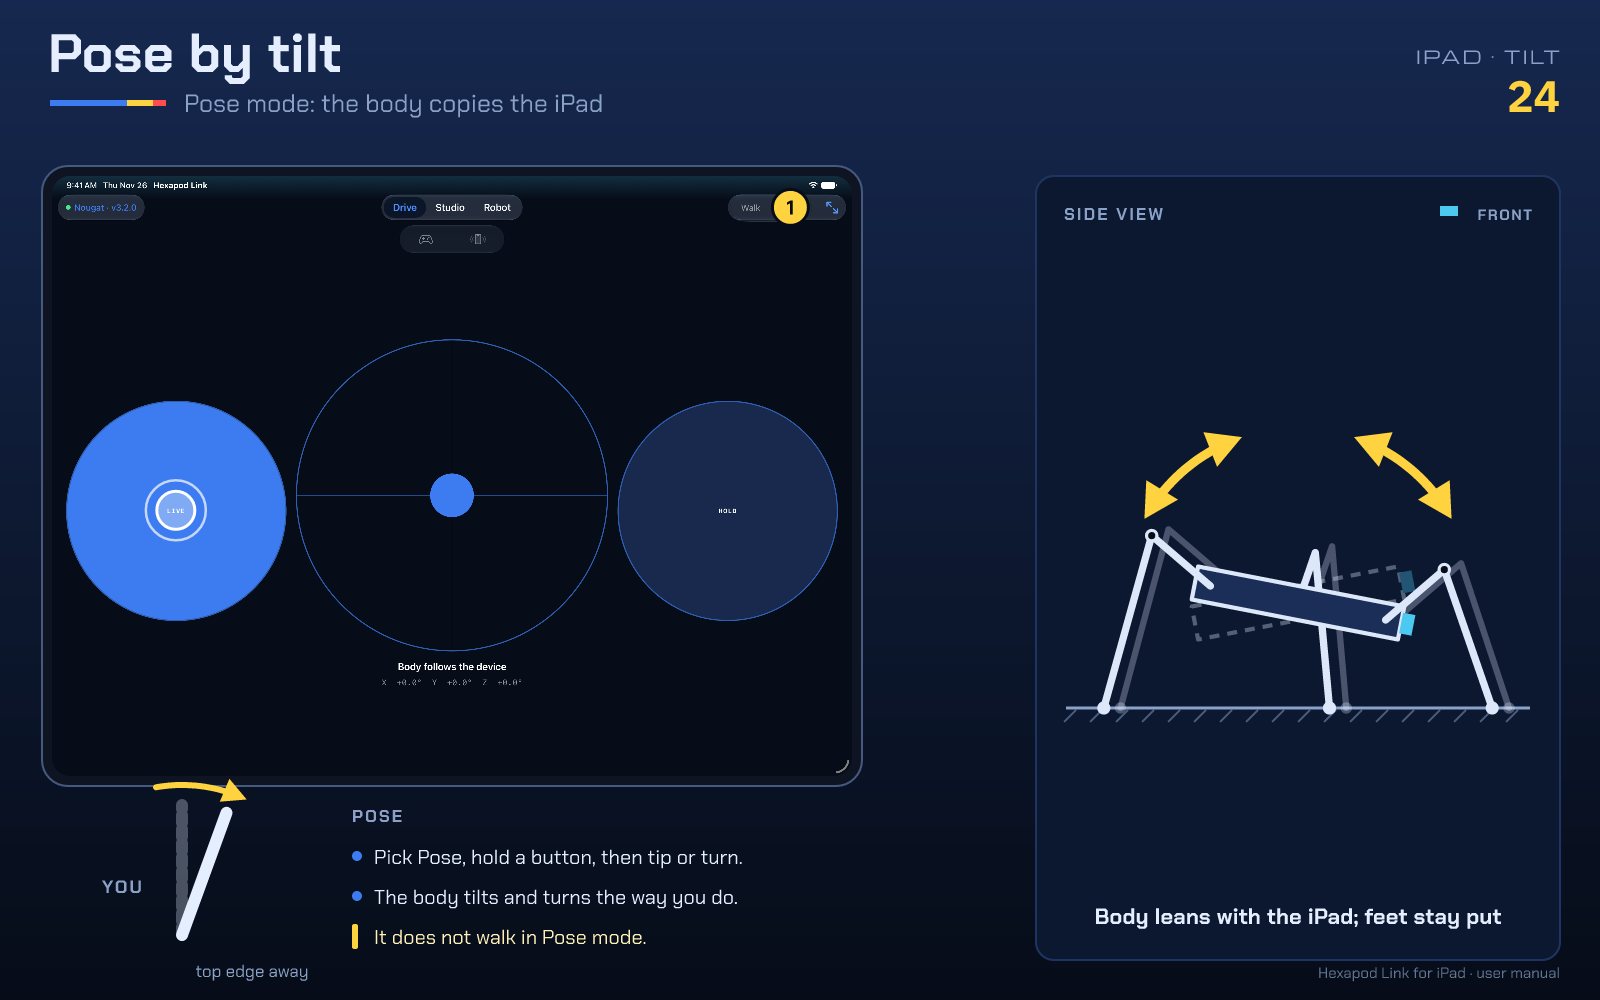 Pose by tilt
Pose mode: the body copies the iPad
IPAD · TILT
24
9:41 AM Thu Nov 26 Hexapod Link
Nougat · v3.2.0
Drive Studio Robot
Walk
1
LIVE
HOLD
Body follows the device
X +0.0° Y +0.0° Z +0.0°
SIDE VIEW
FRONT
Body leans with the iPad; feet stay put
YOU
top edge away
POSE
Pick Pose, hold a button, then tip or turn.
The body tilts and turns the way you do.
It does not walk in Pose mode.
Hexapod Link for iPad · user manual